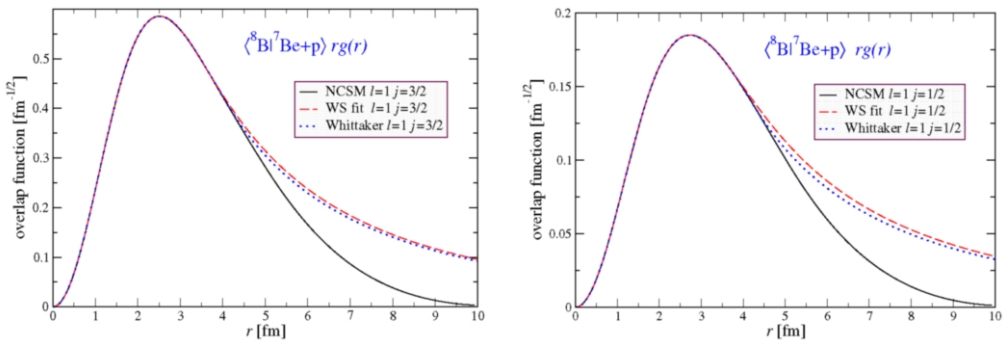 ⟨⁸B|⁷Be+p⟩ rg(r)
NCSM l=1 j=3/2
WS fit l=1 j=3/2
Whittaker l=1 j=3/2
overlap function [fm^-1/2]
0.5
0.4
0.3
0.2
0.1
0
0 1 2 3 4 5 6 7 8 9 10
r [fm]
⟨⁸B|⁷Be+p⟩ rg(r)
NCSM l=1 j=1/2
WS fit l=1 j=1/2
Whittaker l=1 j=1/2
overlap function [fm^-1/2]
0.2
0.15
0.1
0.05
0
0 1 2 3 4 5 6 7 8 9 10
r [fm]